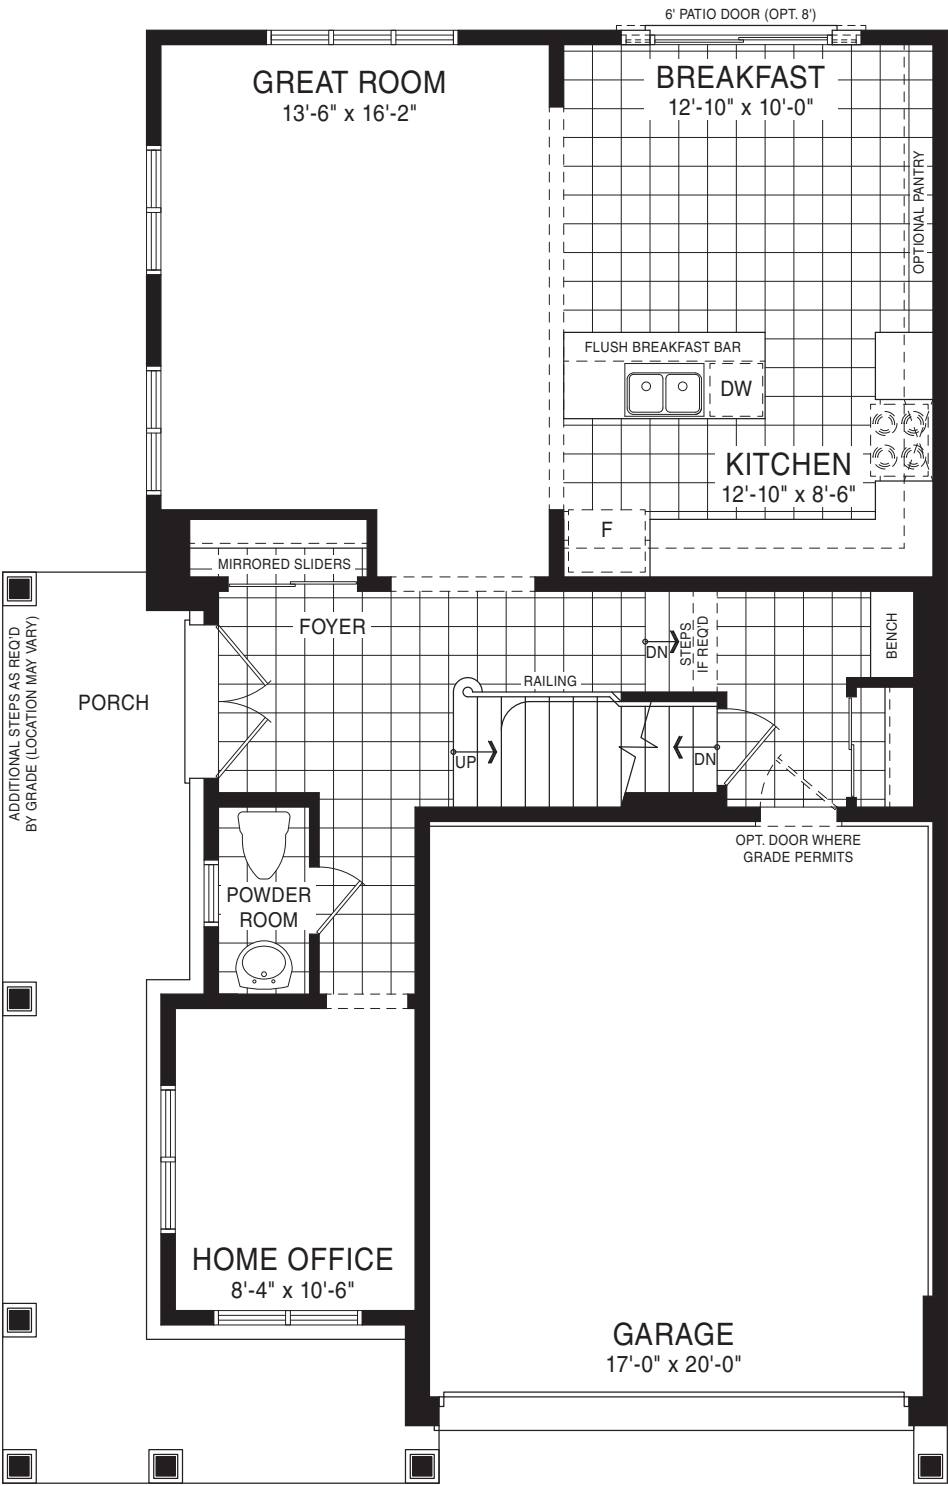 6' PATIO DOOR (OPT. 8')
GREAT ROOM
13'-6" x 16'-2"
BREAKFAST
12'-10" x 10'-0"
OPTIONAL PANTRY
FLUSH BREAKFAST BAR
DW
KITCHEN
12'-10" x 8'-6"
F
MIRRORED SLIDERS
FOYER
ADDITIONAL STEPS AS REQ'D
BY GRADE (LOCATION MAY VARY)
PORCH
DN
STEPS
IF REQ'D
BENCH
RAILING
UP
DN
OPT. DOOR WHERE
GRADE PERMITS
POWDER
ROOM
HOME OFFICE
8'-4" x 10'-6"
GARAGE
17'-0" x 20'-0"